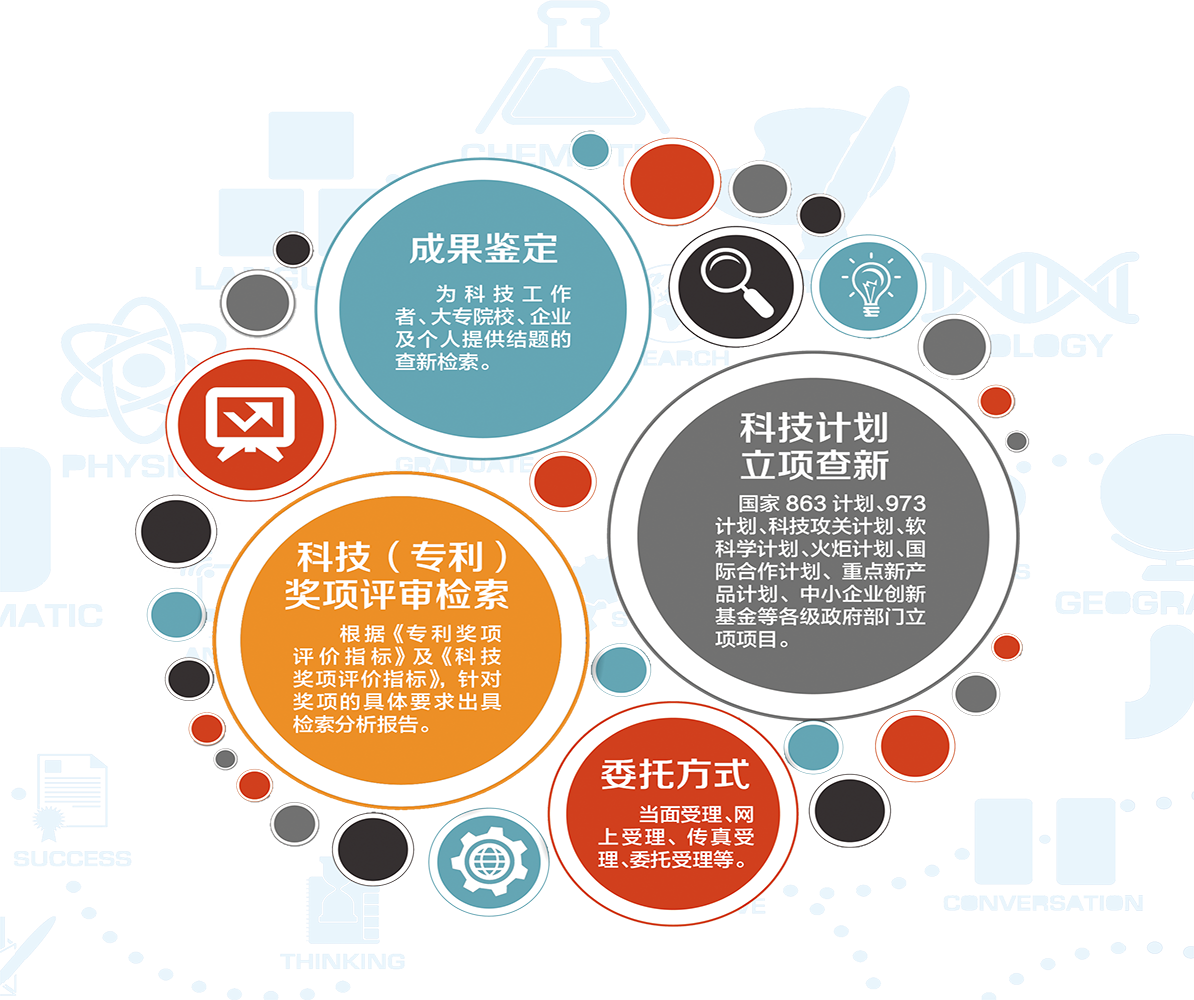 成果鉴定
为科技工作
者、大专院校、企业
及个人提供结题的
查新检索。
科技计划
立项查新
国家 863 计划、973
计划、科技攻关计划、软
科学计划、火炬计划、国
际合作计划、重点新产
品计划、中小企业创新
基金等各级政府部门立
项项目。
科技（专利）
奖项评审检索
根据《专利奖项
评价指标》及《科技
奖项评价指标》，针对
奖项的具体要求出具
检索分析报告。
委托方式
当面受理、网
上受理、传真受
理、委托受理等。
GRADUATE
SUCCESS
THINKING
CONVERSATION